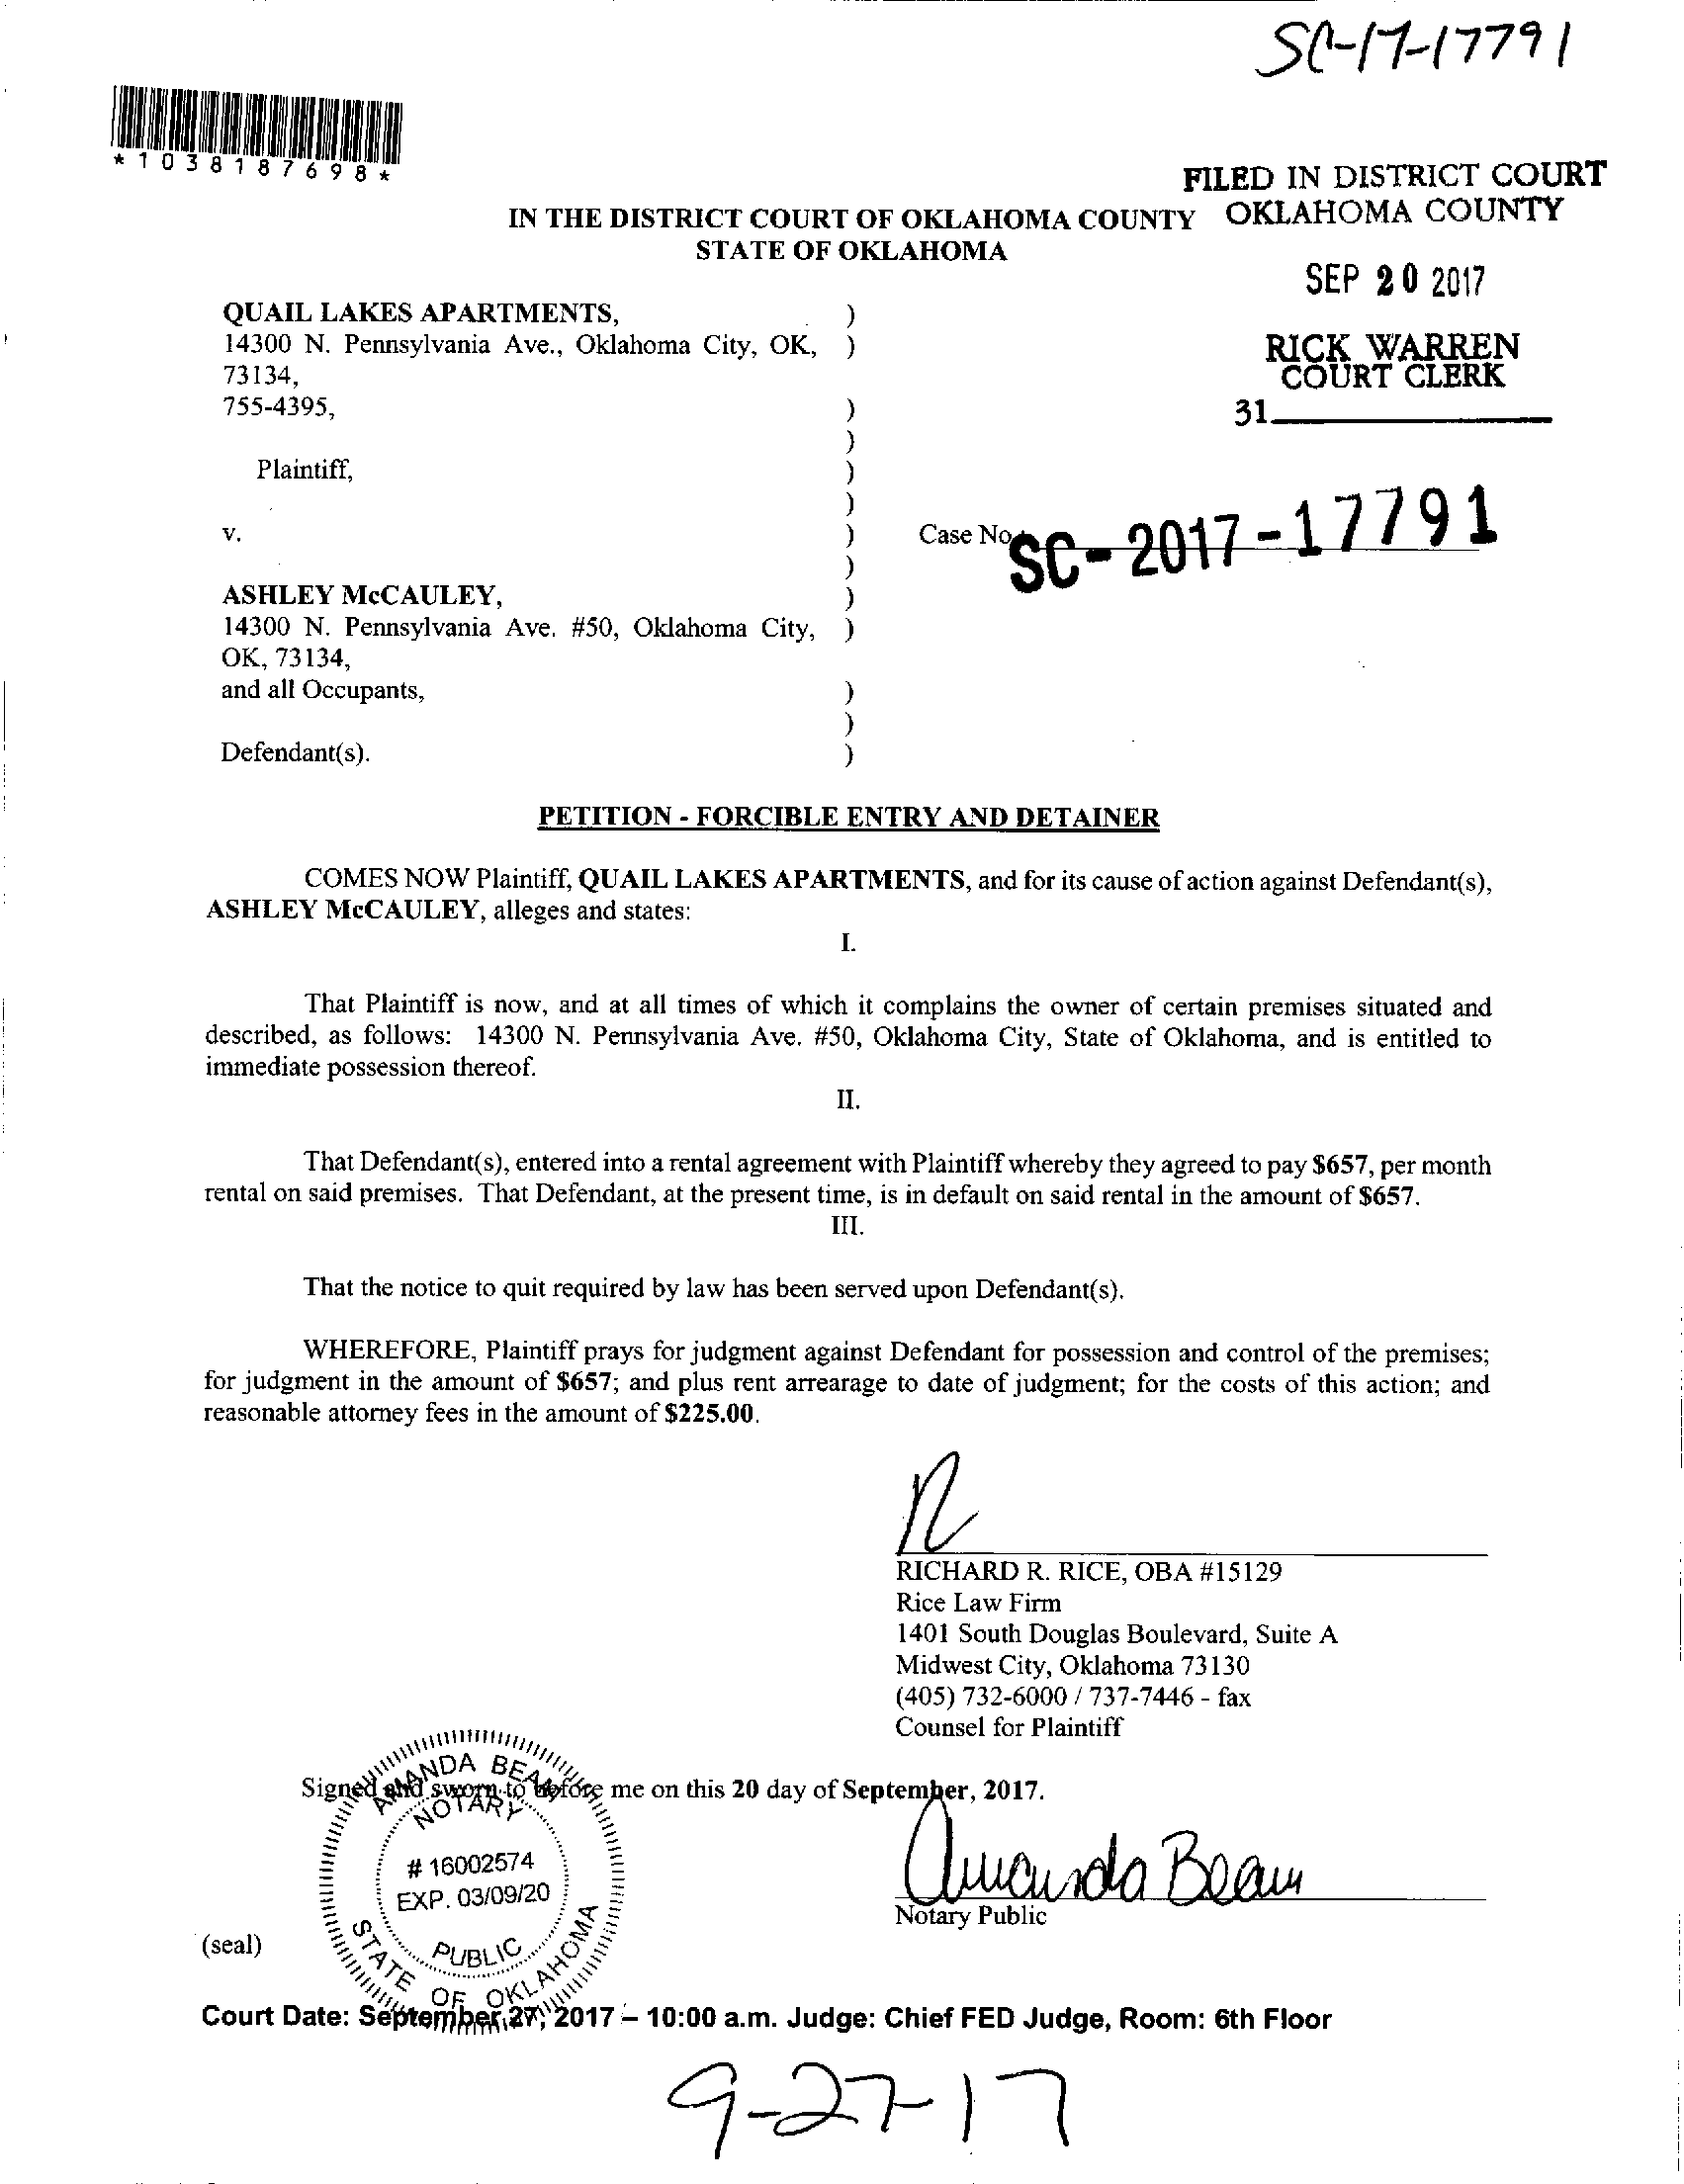 SC-17-17791
*1038187698*
FILED IN DISTRICT COURT
OKLAHOMA COUNTY
IN THE DISTRICT COURT OF OKLAHOMA COUNTY
STATE OF OKLAHOMA
SEP 20 2017
RICK WARREN
COURT CLERK
31
QUAIL LAKES APARTMENTS, )
14300 N. Pennsylvania Ave., Oklahoma City, OK, )
73134,
755-4395, )
)
Plaintiff, )
)
v. )
Case No. SC-2017-17791
)
ASHLEY McCAULEY, )
14300 N. Pennsylvania Ave. #50, Oklahoma City, )
OK, 73134,
and all Occupants, )
)
Defendant(s). )
PETITION - FORCIBLE ENTRY AND DETAINER
COMES NOW Plaintiff, QUAIL LAKES APARTMENTS, and for its cause of action against Defendant(s),
ASHLEY McCAULEY, alleges and states:
I.
That Plaintiff is now, and at all times of which it complains the owner of certain premises situated and
described, as follows: 14300 N. Pennsylvania Ave. #50, Oklahoma City, State of Oklahoma, and is entitled to
immediate possession thereof.
II.
That Defendant(s), entered into a rental agreement with Plaintiff whereby they agreed to pay $657, per month
rental on said premises. That Defendant, at the present time, is in default on said rental in the amount of $657.
III.
That the notice to quit required by law has been served upon Defendant(s).
WHEREFORE, Plaintiff prays for judgment against Defendant for possession and control of the premises;
for judgment in the amount of $657; and plus rent arrearage to date of judgment; for the costs of this action; and
reasonable attorney fees in the amount of $225.00.
RICHARD R. RICE, OBA #15129
Rice Law Firm
1401 South Douglas Boulevard, Suite A
Midwest City, Oklahoma 73130
(405) 732-6000 / 737-7446 - fax
Counsel for Plaintiff
Signed and sworn to before me on this 20 day of September, 2017.
AMANDA BEAM
NOTARY
# 16002574
EXP. 03/09/20
PUBLIC
STATE OF OKLAHOMA
Amanda Beam
Notary Public
(seal)
Court Date: September 27, 2017 – 10:00 a.m. Judge: Chief FED Judge, Room: 6th Floor
9-27-17